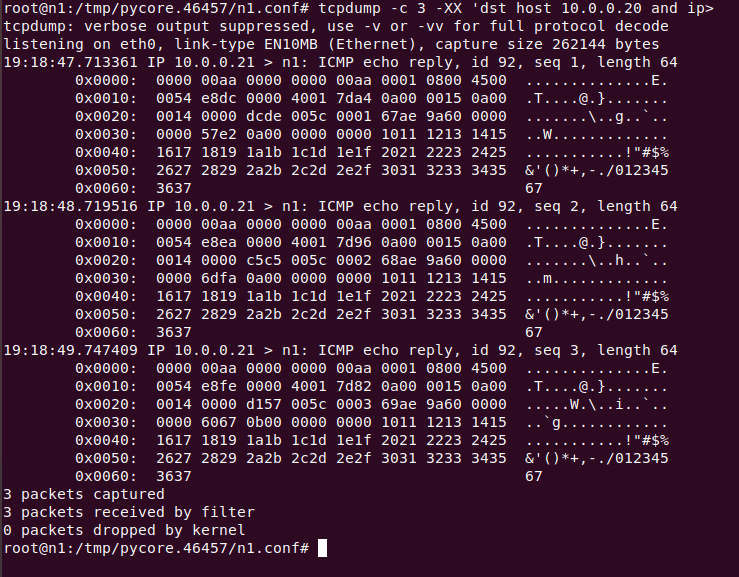 root@n1:/tmp/pycore.46457/n1.conf# tcpdump -c 3 -XX 'dst host 10.0.0.20 and ip>
tcpdump: verbose output suppressed, use -v or -vv for full protocol decode
listening on eth0, link-type EN10MB (Ethernet), capture size 262144 bytes
19:18:47.713361 IP 10.0.0.21 > n1: ICMP echo reply, id 92, seq 1, length 64
        0x0000:  0000 00aa 0000 0000 00aa 0001 0800 4500  ..............E.
        0x0010:  0054 e8dc 0000 4001 7da4 0a00 0015 0a00  .T....@.}.......
        0x0020:  0014 0000 dcde 005c 0001 67ae 9a60 0000  .......\..g..`..
        0x0030:  0000 57e2 0a00 0000 0000 1011 1213 1415  ..W.............
        0x0040:  1617 1819 1a1b 1c1d 1e1f 2021 2223 2425  ...........!"#$%
        0x0050:  2627 2829 2a2b 2c2d 2e2f 3031 3233 3435  &'()*+,-./012345
        0x0060:  3637                                     67
19:18:48.719516 IP 10.0.0.21 > n1: ICMP echo reply, id 92, seq 2, length 64
        0x0000:  0000 00aa 0000 0000 00aa 0001 0800 4500  ..............E.
        0x0010:  0054 e8ea 0000 4001 7d96 0a00 0015 0a00  .T....@.}.......
        0x0020:  0014 0000 c5c5 005c 0002 68ae 9a60 0000  .......\..h..`..
        0x0030:  0000 6dfa 0a00 0000 0000 1011 1213 1415  ..m.............
        0x0040:  1617 1819 1a1b 1c1d 1e1f 2021 2223 2425  ...........!"#$%
        0x0050:  2627 2829 2a2b 2c2d 2e2f 3031 3233 3435  &'()*+,-./012345
        0x0060:  3637                                     67
19:18:49.747409 IP 10.0.0.21 > n1: ICMP echo reply, id 92, seq 3, length 64
        0x0000:  0000 00aa 0000 0000 00aa 0001 0800 4500  ..............E.
        0x0010:  0054 e8fe 0000 4001 7d82 0a00 0015 0a00  .T....@.}.......
        0x0020:  0014 0000 d157 005c 0003 69ae 9a60 0000  .....W.\..i..`..
        0x0030:  0000 6067 0b00 0000 0000 1011 1213 1415  ..`g............
        0x0040:  1617 1819 1a1b 1c1d 1e1f 2021 2223 2425  ...........!"#$%
        0x0050:  2627 2829 2a2b 2c2d 2e2f 3031 3233 3435  &'()*+,-./012345
        0x0060:  3637                                     67
3 packets captured
3 packets received by filter
0 packets dropped by kernel
root@n1:/tmp/pycore.46457/n1.conf#